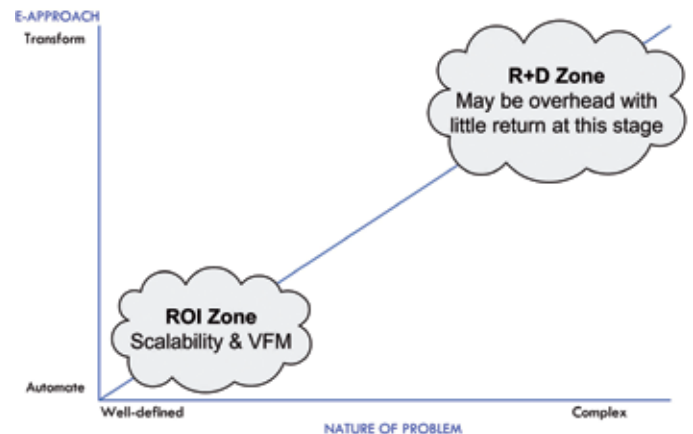 E-APPROACH
Transform
R+D Zone
May be overhead with
little return at this stage
ROI Zone
Scalability & VFM
Automate
Well-defined
Complex
NATURE OF PROBLEM